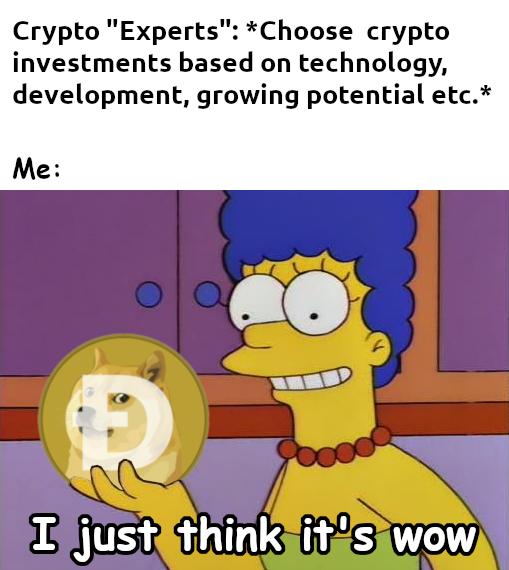 Crypto "Experts": *Choose  crypto
investments based on technology,
development, growing potential etc.*
Me:
Ð
I just think it's wow